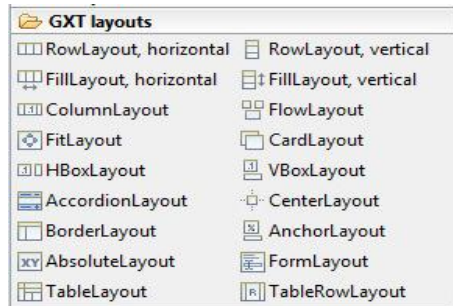 GXT layouts
RowLayout, horizontal RowLayout, vertical
FillLayout, horizontal FillLayout, vertical
ColumnLayout FlowLayout
FitLayout CardLayout
HBoxLayout VBoxLayout
AccordionLayout CenterLayout
BorderLayout AnchorLayout
XY AbsoluteLayout FormLayout
TableLayout R TableRowLayout